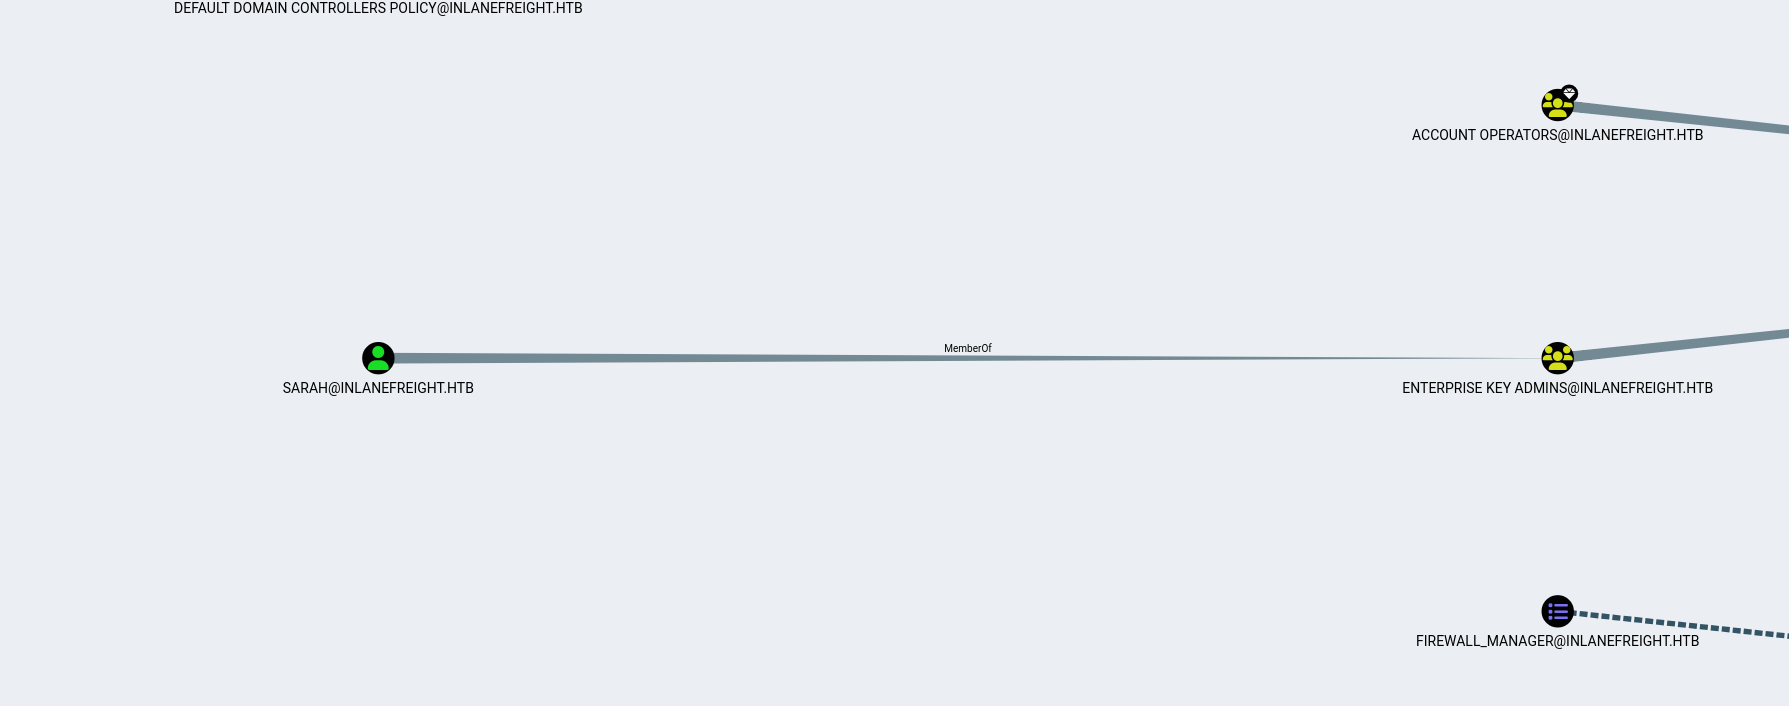 DEFAULT DOMAIN CONTROLLERS POLICY@INLANEFREIGHT.HTB
ACCOUNT OPERATORS@INLANEFREIGHT.HTB
MemberOf
SARAH@INLANEFREIGHT.HTB
ENTERPRISE KEY ADMINS@INLANEFREIGHT.HTB
FIREWALL_MANAGER@INLANEFREIGHT.HTB